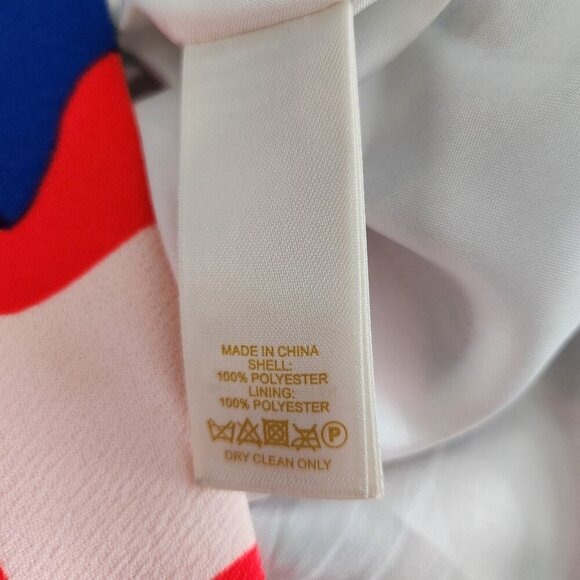 MADE IN CHINA
SHELL:
100% POLYESTER
LINING:
100% POLYESTER
P
DRY CLEAN ONLY